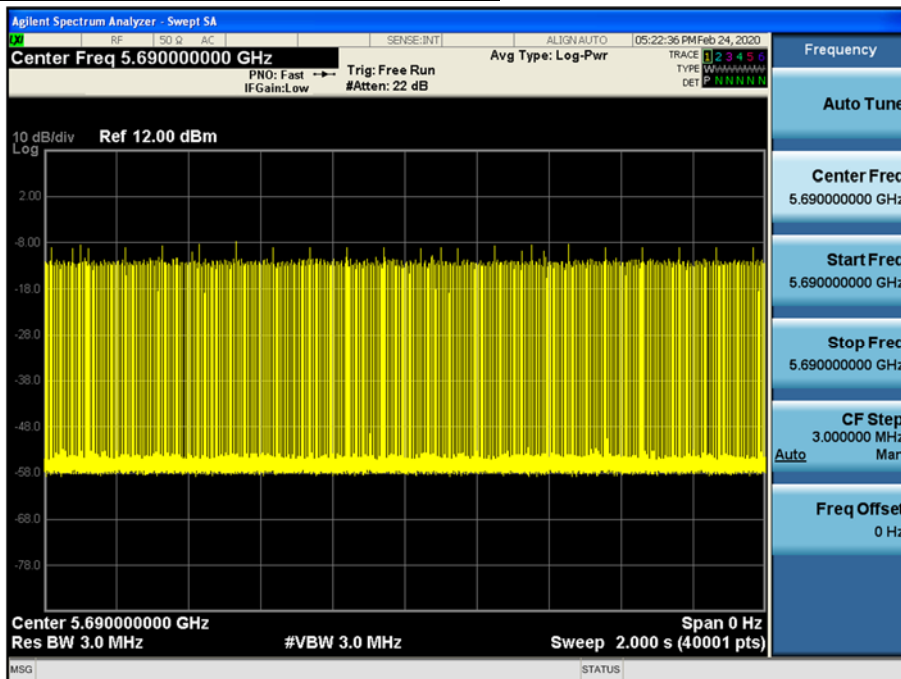 Agilent Spectrum Analyzer - Swept SA
LXI RF 50 Ω AC SENSE:INT ALIGN AUTO 05:22:36 PM Feb 24, 2020
Center Freq 5.690000000 GHz
PNO: Fast
IFGain:Low
Trig: Free Run
#Atten: 22 dB
Avg Type: Log-Pwr
TRACE 1 2 3 4 5 6
TYPE WWWWWW
DET P N N N N N
10 dB/div Ref 12.00 dBm
Log
2.00
-8.00
-18.0
-28.0
-38.0
-48.0
-58.0
-68.0
-78.0
Center 5.690000000 GHz Span 0 Hz
Res BW 3.0 MHz #VBW 3.0 MHz Sweep 2.000 s (40001 pts)
MSG STATUS
Frequency
Auto Tune
Center Freq
5.690000000 GHz
Start Freq
5.690000000 GHz
Stop Freq
5.690000000 GHz
CF Step
3.000000 MHz
Auto Man
Freq Offset
0 Hz